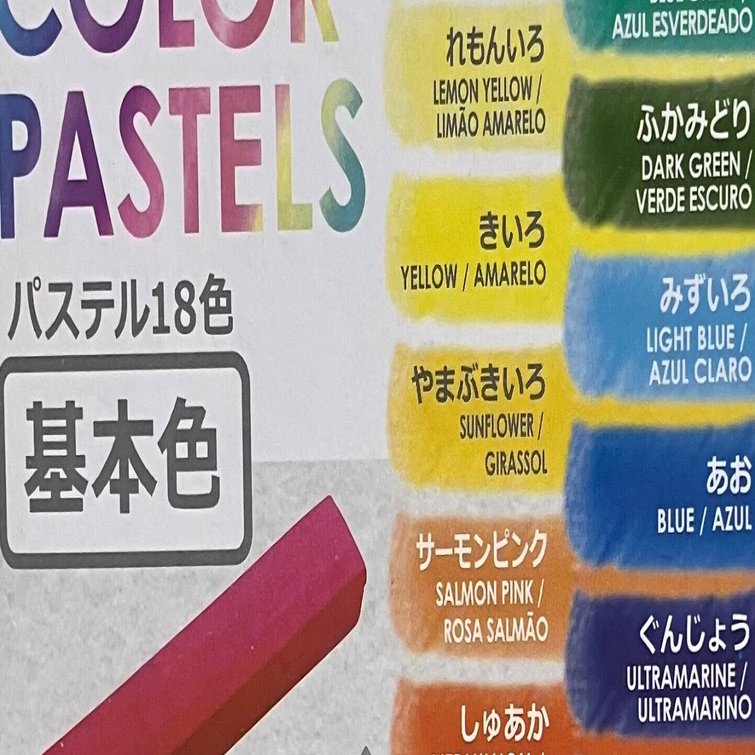 COLOR
PASTELS
パステル18色
基本色
れもんいろ
LEMON YELLOW /
LIMÃO AMARELO
きいろ
YELLOW / AMARELO
やまぶきいろ
SUNFLOWER /
GIRASSOL
サーモンピンク
SALMON PINK /
ROSA SALMÃO
しゅあか
AZUL ESVERDEADO
ふかみどり
DARK GREEN /
VERDE ESCURO
みずいろ
LIGHT BLUE /
AZUL CLARO
あお
BLUE / AZUL
ぐんじょう
ULTRAMARINE /
ULTRAMARINO